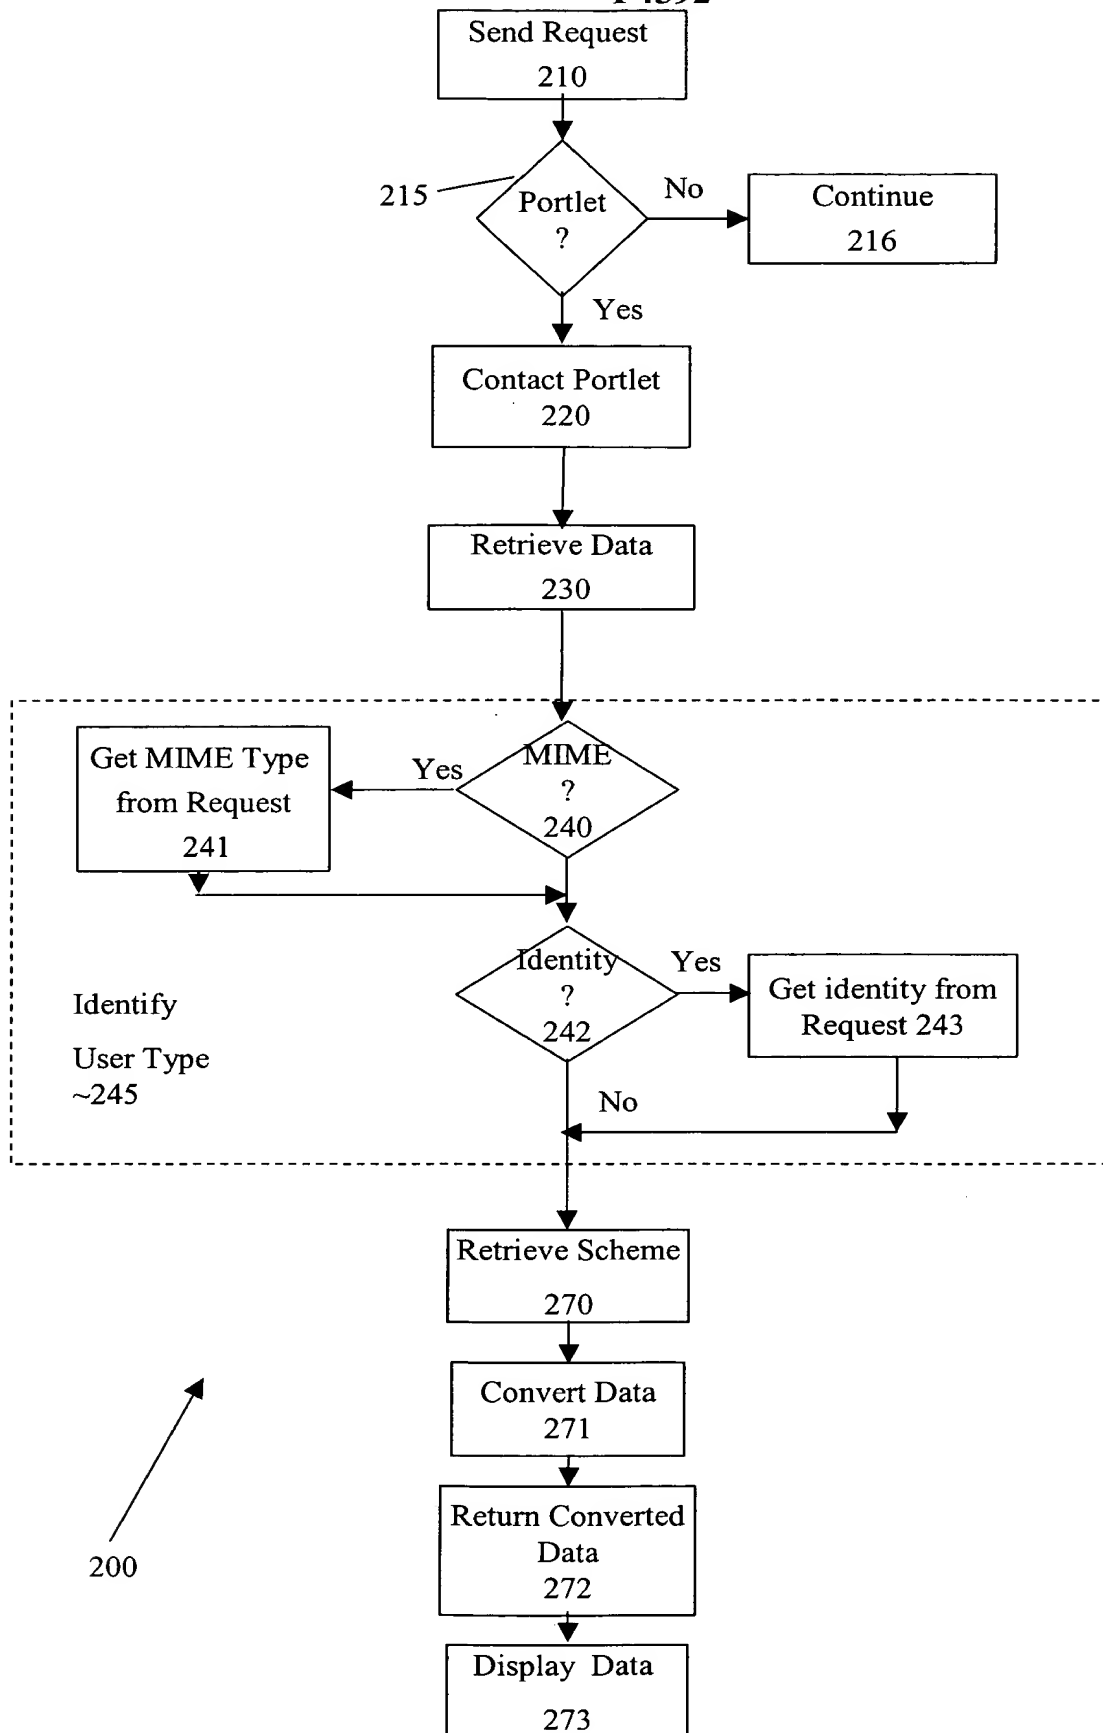 Send Request
210
215
Portlet
?
No
Continue
216
Yes
Contact Portlet
220
Retrieve Data
230
Get MIME Type
from Request
241
Yes
MIME
?
240
Identity
?
242
Yes
Get identity from
Request 243
Identify
User Type
~245
No
Retrieve Scheme
270
Convert Data
271
Return Converted
Data
272
200
Display Data
273